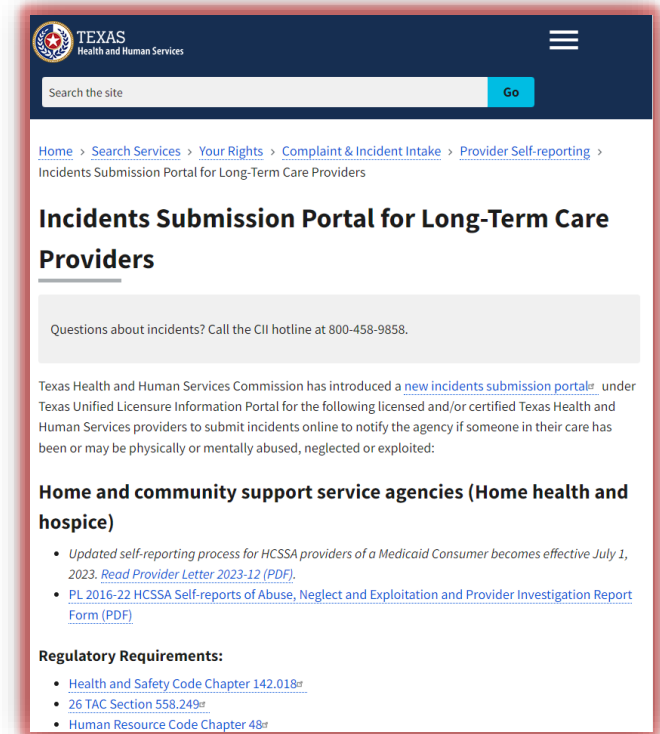 TEXAS
Health and Human Services
Search the site
Go
Home > Search Services > Your Rights > Complaint & Incident Intake > Provider Self-reporting >
Incidents Submission Portal for Long-Term Care Providers
Incidents Submission Portal for Long-Term Care
Providers
Questions about incidents? Call the CII hotline at 800-458-9858.
Texas Health and Human Services Commission has introduced a new incidents submission portal under
Texas Unified Licensure Information Portal for the following licensed and/or certified Texas Health and
Human Services providers to submit incidents online to notify the agency if someone in their care has
been or may be physically or mentally abused, neglected or exploited:
Home and community support service agencies (Home health and
hospice)
• Updated self-reporting process for HCSSA providers of a Medicaid Consumer becomes effective July 1,
2023. Read Provider Letter 2023-12 (PDF).
• PL 2016-22 HCSSA Self-reports of Abuse, Neglect and Exploitation and Provider Investigation Report
Form (PDF)
Regulatory Requirements:
• Health and Safety Code Chapter 142.018
• 26 TAC Section 558.249
• Human Resource Code Chapter 48